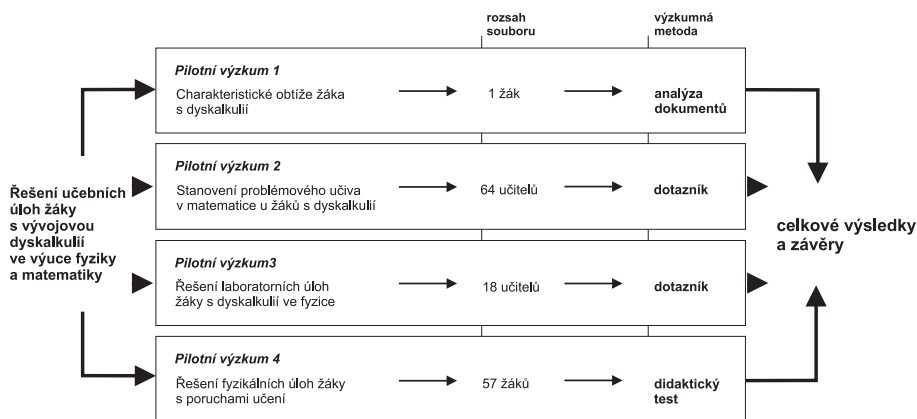 rozsah
souboru
výzkumná
metoda
Pilotní výzkum 1
Charakteristické obtíže žáka
s dyskalkulií
1 žák
analýza
dokumentů
Pilotní výzkum 2
Stanovení problémového učiva
v matematice u žáků s dyskalkulií
64 učitelů
dotazník
Řešení učebních
úloh žáky
s vývojovou
dyskalkulií
ve výuce fyziky
a matematiky
celkové výsledky
a závěry
Pilotní výzkum3
Řešení laboratorních úloh
žáky s dyskalkulií ve fyzice
18 učitelů
dotazník
Pilotní výzkum 4
Řešení fyzikálních úloh žáky
s poruchami učení
57 žáků
didaktický
test